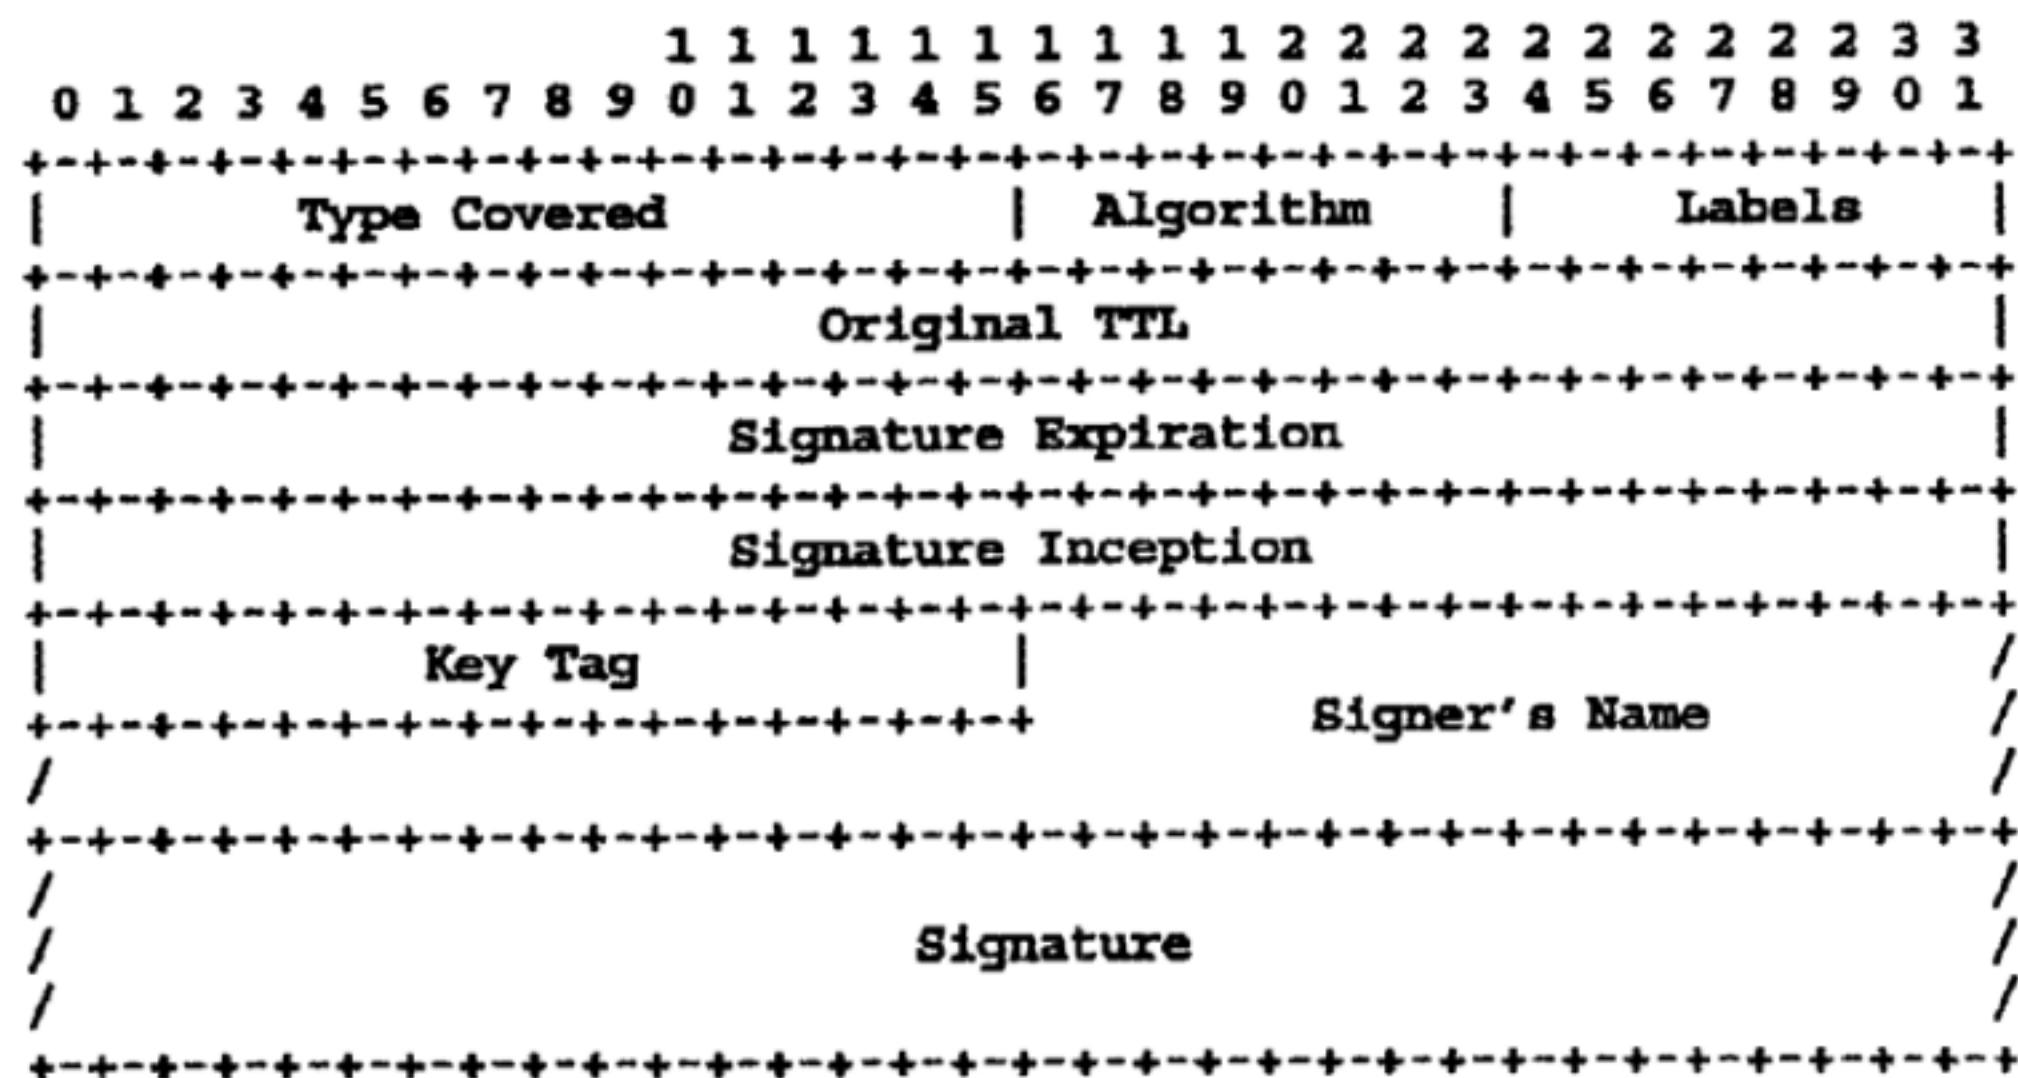 1 1 1 1 1 1 1 1 1 1 2 2 2 2 2 2 2 2 2 2 3 3
 0 1 2 3 4 5 6 7 8 9 0 1 2 3 4 5 6 7 8 9 0 1 2 3 4 5 6 7 8 9 0 1
+-+-+-+-+-+-+-+-+-+-+-+-+-+-+-+-+-+-+-+-+-+-+-+-+-+-+-+-+-+-+-+-+
|        Type Covered           |  Algorithm    |     Labels    |
+-+-+-+-+-+-+-+-+-+-+-+-+-+-+-+-+-+-+-+-+-+-+-+-+-+-+-+-+-+-+-+-+
|                         Original TTL                          |
+-+-+-+-+-+-+-+-+-+-+-+-+-+-+-+-+-+-+-+-+-+-+-+-+-+-+-+-+-+-+-+-+
|                      Signature Expiration                     |
+-+-+-+-+-+-+-+-+-+-+-+-+-+-+-+-+-+-+-+-+-+-+-+-+-+-+-+-+-+-+-+-+
|                      Signature Inception                      |
+-+-+-+-+-+-+-+-+-+-+-+-+-+-+-+-+-+-+-+-+-+-+-+-+-+-+-+-+-+-+-+-+
|            Key Tag            |                               /
+-+-+-+-+-+-+-+-+-+-+-+-+-+-+-+-+         Signer's Name         /
/                                                               /
+-+-+-+-+-+-+-+-+-+-+-+-+-+-+-+-+-+-+-+-+-+-+-+-+-+-+-+-+-+-+-+-+
/                                                               /
/                            Signature                          /
/                                                               /
+-+-+-+-+-+-+-+-+-+-+-+-+-+-+-+-+-+-+-+-+-+-+-+-+-+-+-+-+-+-+-+-+